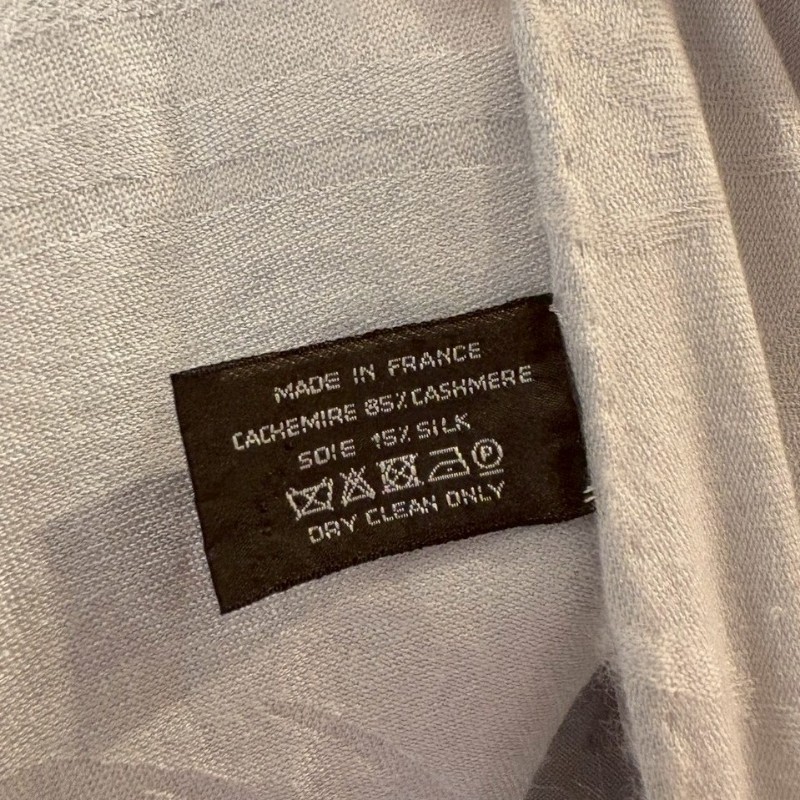 MADE IN FRANCE
CACHEMIRE 85% CASHMERE
SOIE 15% SILK
P
DRY CLEAN ONLY